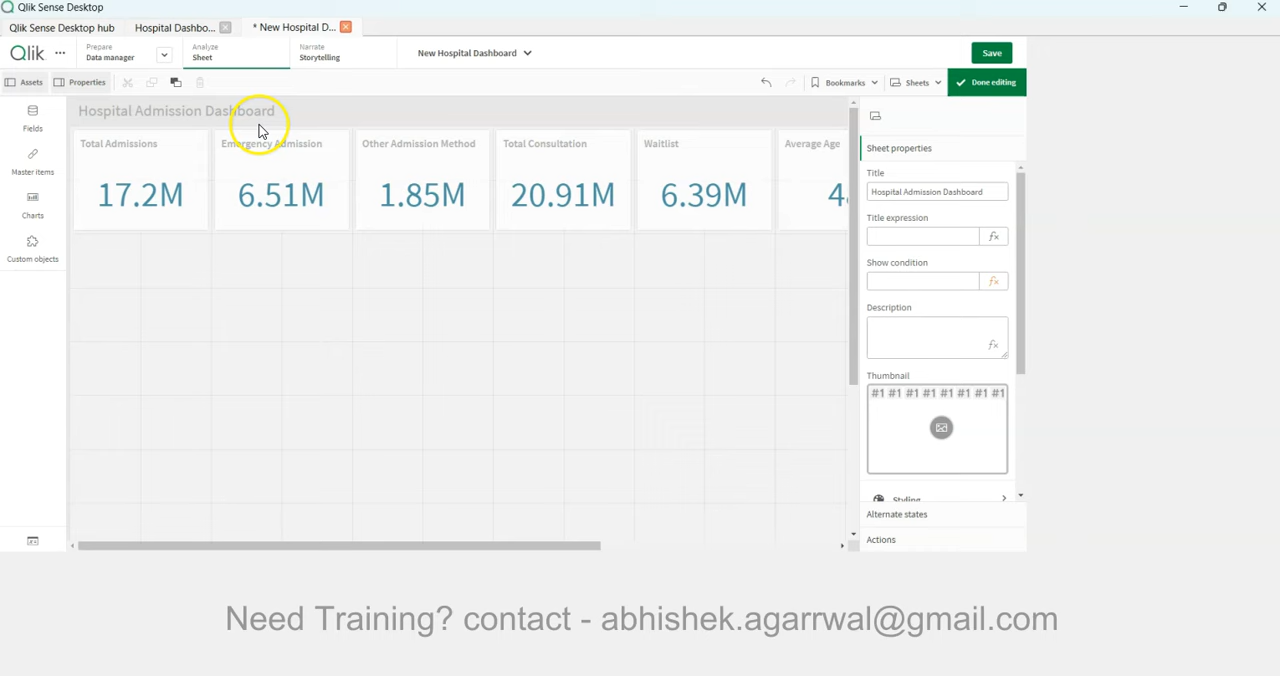 Qlik Sense Desktop
Qlik Sense Desktop hub
Hospital Dashbo...
* New Hospital D...
Qlik
Prepare
Data manager
Analyze
Sheet
Narrate
Storytelling
New Hospital Dashboard
Save
Assets
Properties
Bookmarks
Sheets
Done editing
Fields
Master items
Charts
Custom objects
Hospital Admission Dashboard
Total Admissions
17.2M
Emergency Admission
6.51M
Other Admission Method
1.85M
Total Consultation
20.91M
Waitlist
6.39M
Average Age
Sheet properties
Title
Hospital Admission Dashboard
Title expression
fx
Show condition
fx
Description
fx
Thumbnail
#1 #1 #1 #1 #1 #1 #1 #1
Styling
Alternate states
Actions
Need Training? contact - abhishek.agarrwal@gmail.com